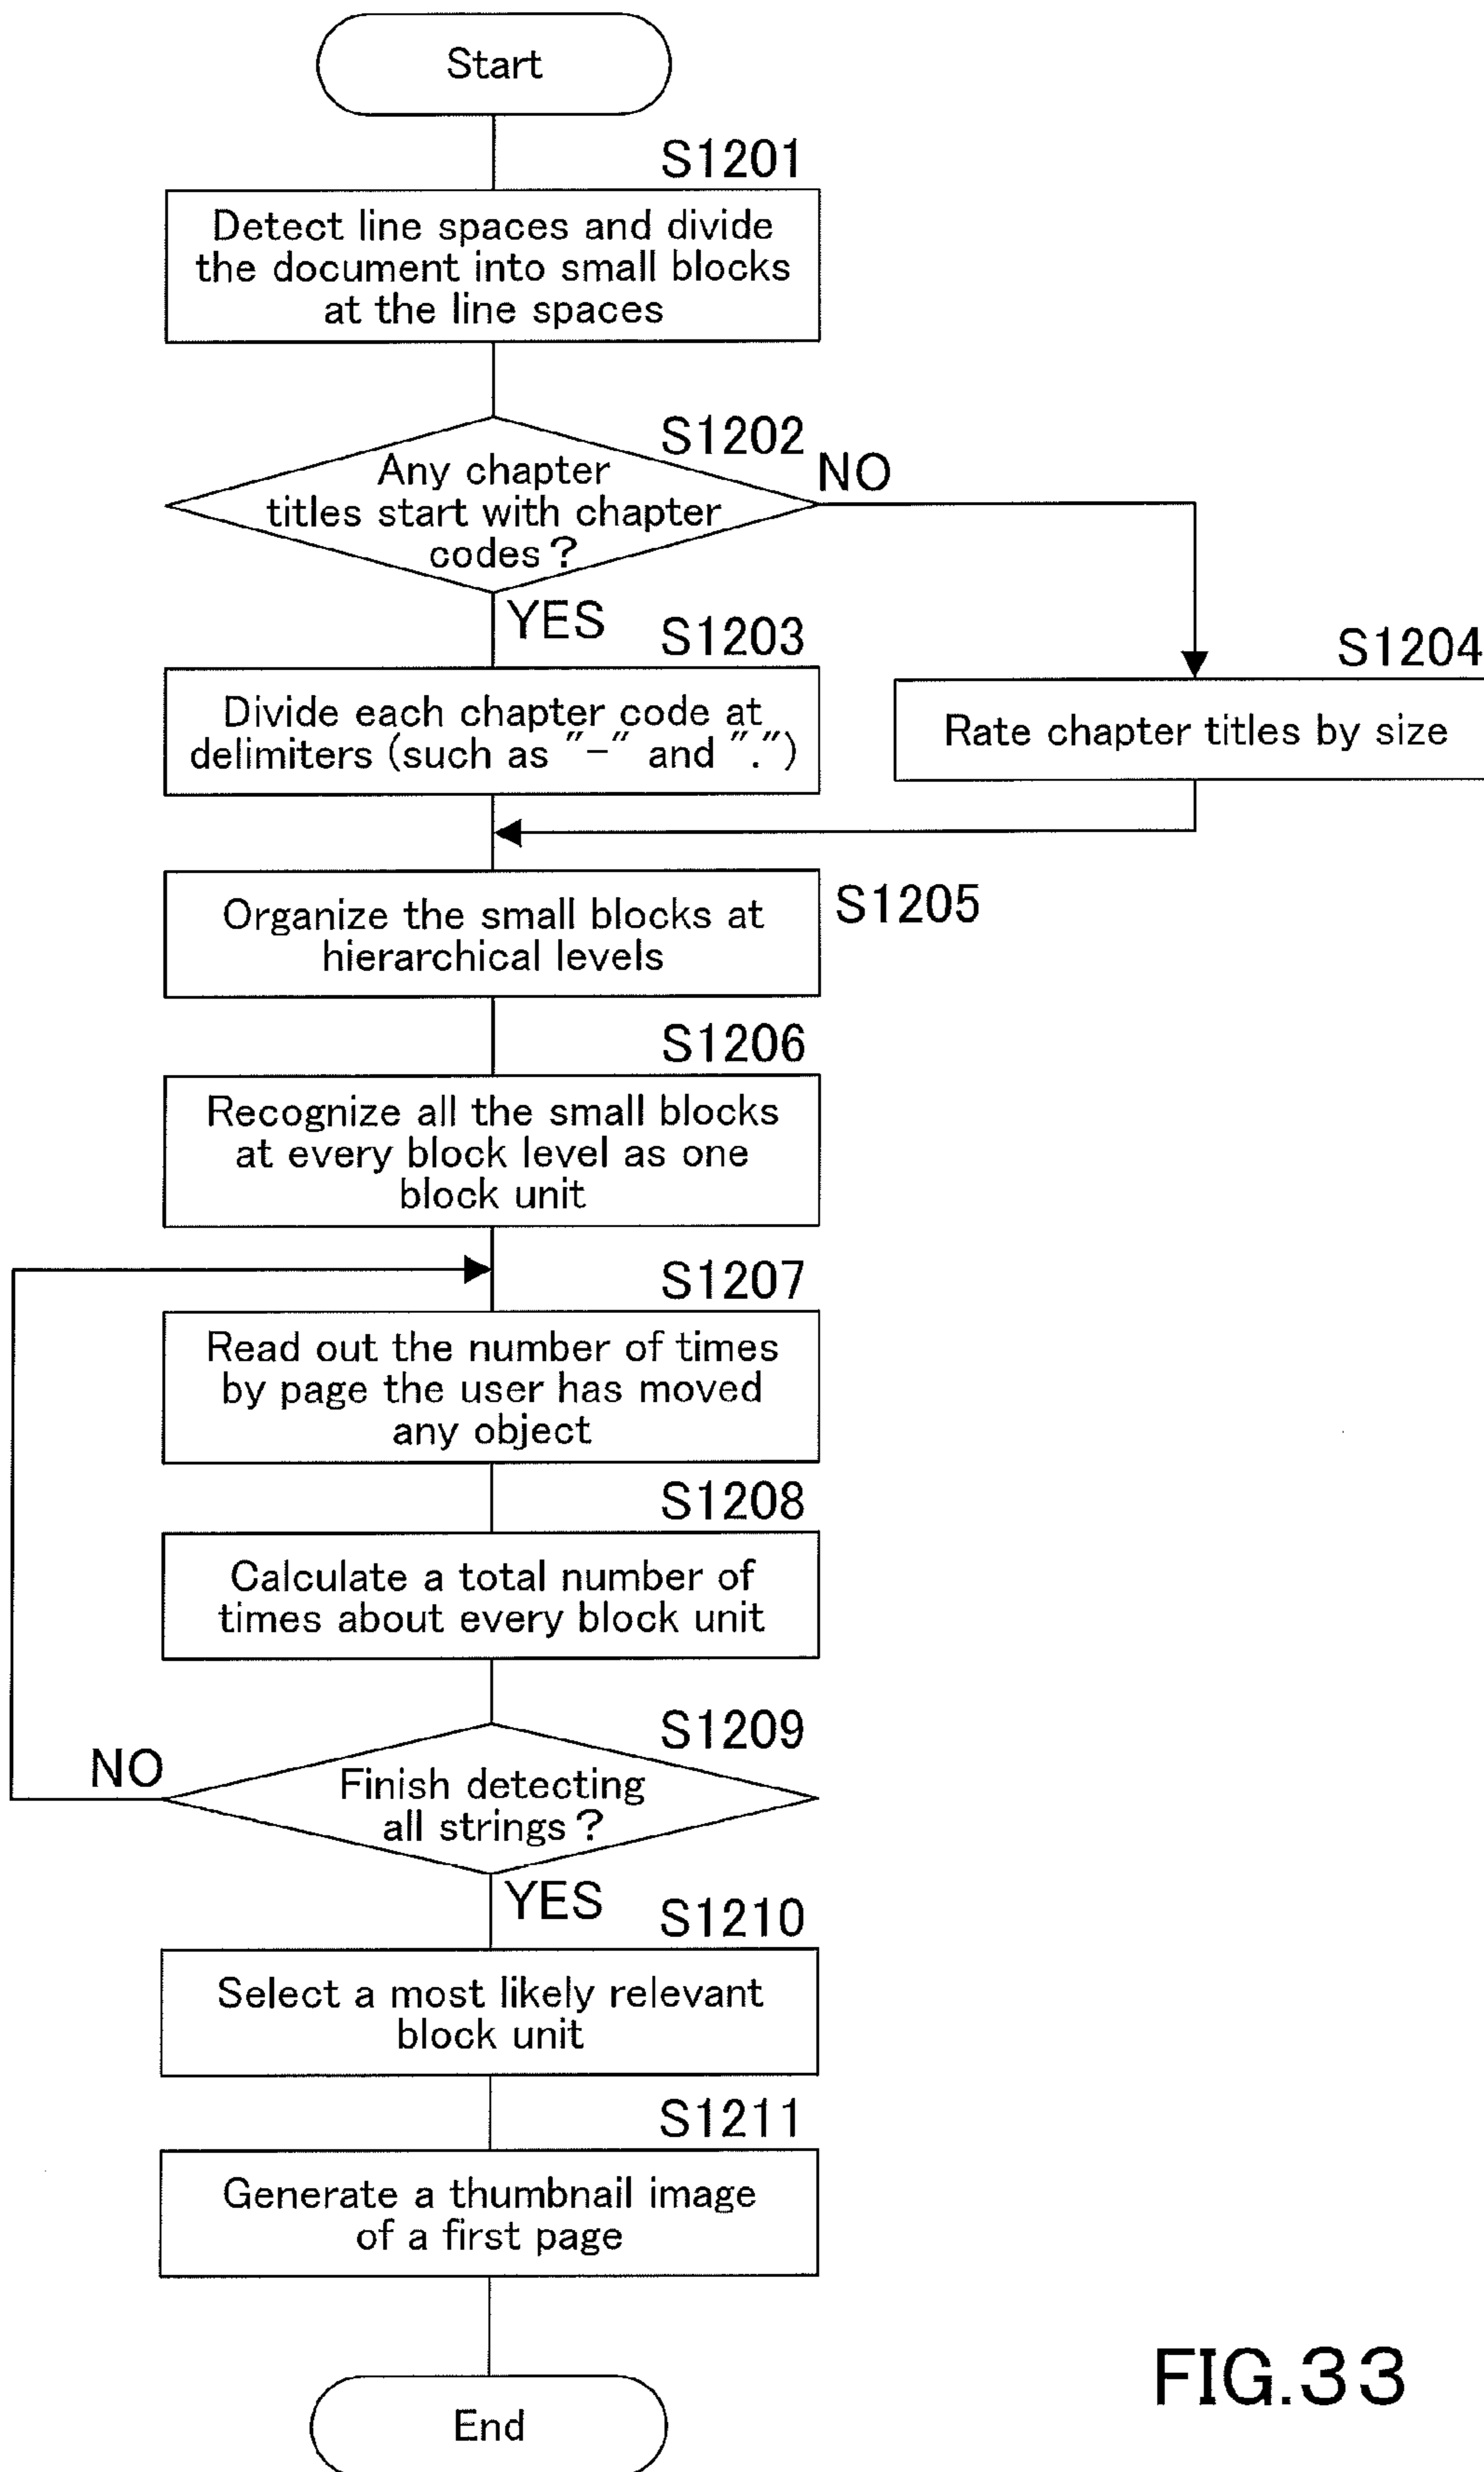 Start
S1201
Detect line spaces and divide
the document into small blocks
at the line spaces
S1202
Any chapter
titles start with chapter
codes?
NO
YES
S1203
Divide each chapter code at
delimiters (such as "-" and ".")
S1204
Rate chapter titles by size
Organize the small blocks at
hierarchical levels
S1205
S1206
Recognize all the small blocks
at every block level as one
block unit
S1207
Read out the number of times
by page the user has moved
any object
S1208
Calculate a total number of
times about every block unit
S1209
NO
Finish detecting
all strings?
YES
S1210
Select a most likely relevant
block unit
S1211
Generate a thumbnail image
of a first page
End
FIG.33